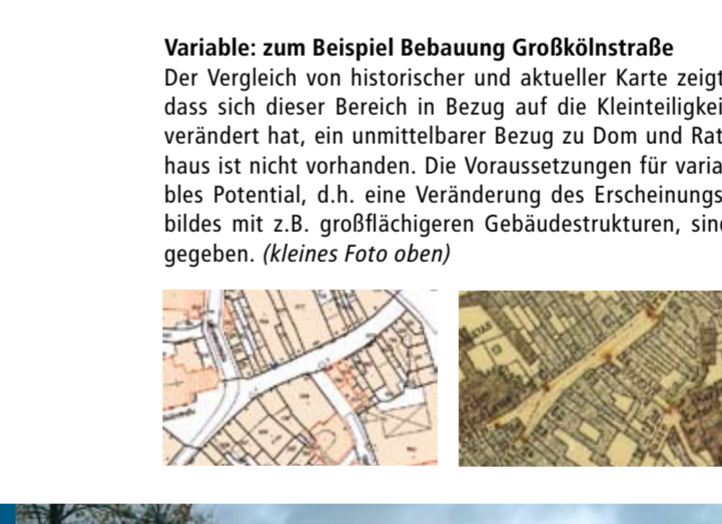 Variable: zum Beispiel Bebauung Großkölnstraße
Der Vergleich von historischer und aktueller Karte zeigt
dass sich dieser Bereich in Bezug auf die Kleinteiligkei
verändert hat, ein unmittelbarer Bezug zu Dom und Rat
haus ist nicht vorhanden. Die Voraussetzungen für varia
bles Potential, d.h. eine Veränderung des Erscheinungs
bildes mit z.B. großflächigeren Gebäudestrukturen, sind
gegeben. (kleines Foto oben)